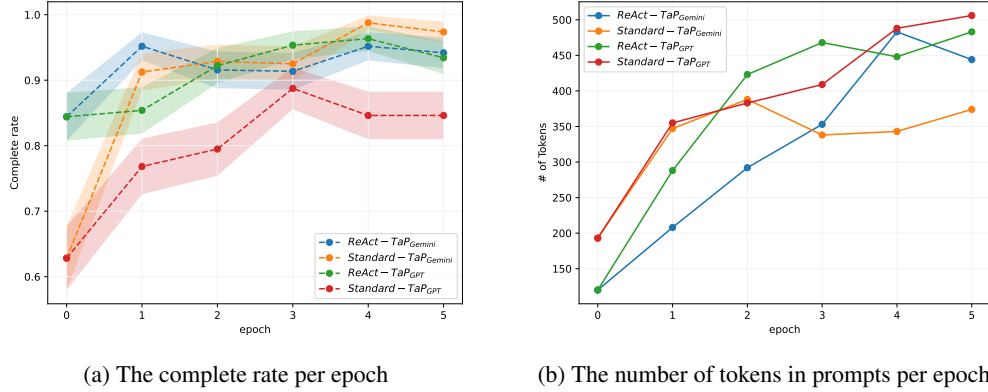 1.0
0.9
0.8
0.7
0.6
Complete rate
0 1 2 3 4 5
epoch
ReAct − TaP_Gemini
Standard − TaP_Gemini
ReAct − TaP_GPT
Standard − TaP_GPT
(a) The complete rate per epoch
500
450
400
350
300
250
200
150
# of Tokens
0 1 2 3 4 5
epoch
ReAct − TaP_Gemini
Standard − TaP_Gemini
ReAct − TaP_GPT
Standard − TaP_GPT
(b) The number of tokens in prompts per epoch